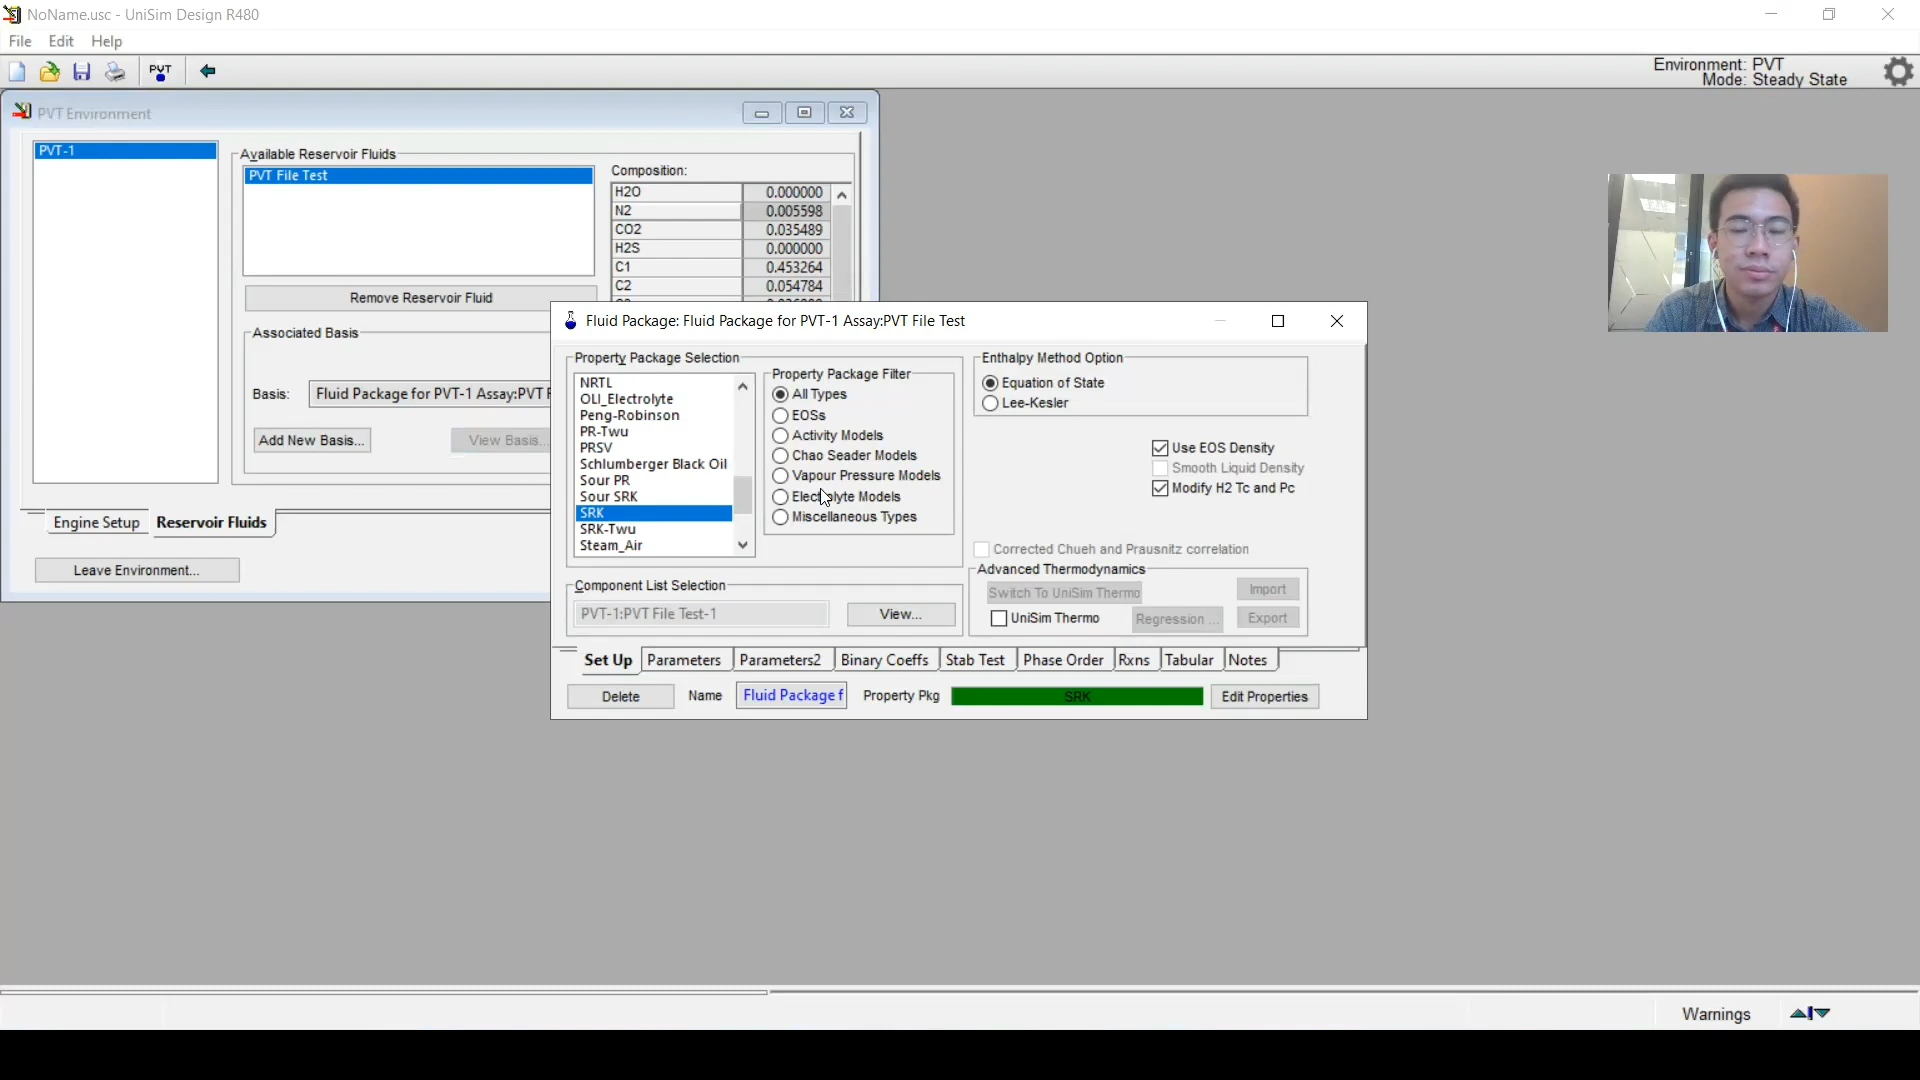 NoName.usc - UniSim Design R480
File Edit Help
PVT
Environment: PVT
Mode: Steady State
PVT Environment
PVT-1
Available Reservoir Fluids
PVT File Test
Remove Reservoir Fluid
Composition:
H2O 0.000000
N2 0.005598
CO2 0.035489
H2S 0.000000
C1 0.453264
C2 0.054784
Associated Basis
Basis: Fluid Package for PVT-1 Assay:PVT F
Add New Basis... View Basis...
Engine Setup Reservoir Fluids
Leave Environment...
Fluid Package: Fluid Package for PVT-1 Assay:PVT File Test
Property Package Selection
NRTL
OLI_Electrolyte
Peng-Robinson
PR-Twu
PRSV
Schlumberger Black Oil
Sour PR
Sour SRK
SRK
SRK-Twu
Steam_Air
Property Package Filter
All Types
EOSs
Activity Models
Chao Seader Models
Vapour Pressure Models
Electrolyte Models
Miscellaneous Types
Enthalpy Method Option
Equation of State
Lee-Kesler
Use EOS Density
Smooth Liquid Density
Modify H2 Tc and Pc
Corrected Chueh and Prausnitz correlation
Component List Selection
PVT-1:PVT File Test-1 View...
Advanced Thermodynamics
Switch To UniSim Thermo Import
UniSim Thermo Regression ... Export
Set Up Parameters Parameters2 Binary Coeffs Stab Test Phase Order Rxns Tabular Notes
Delete Name Fluid Package f Property Pkg SRK Edit Properties
Warnings